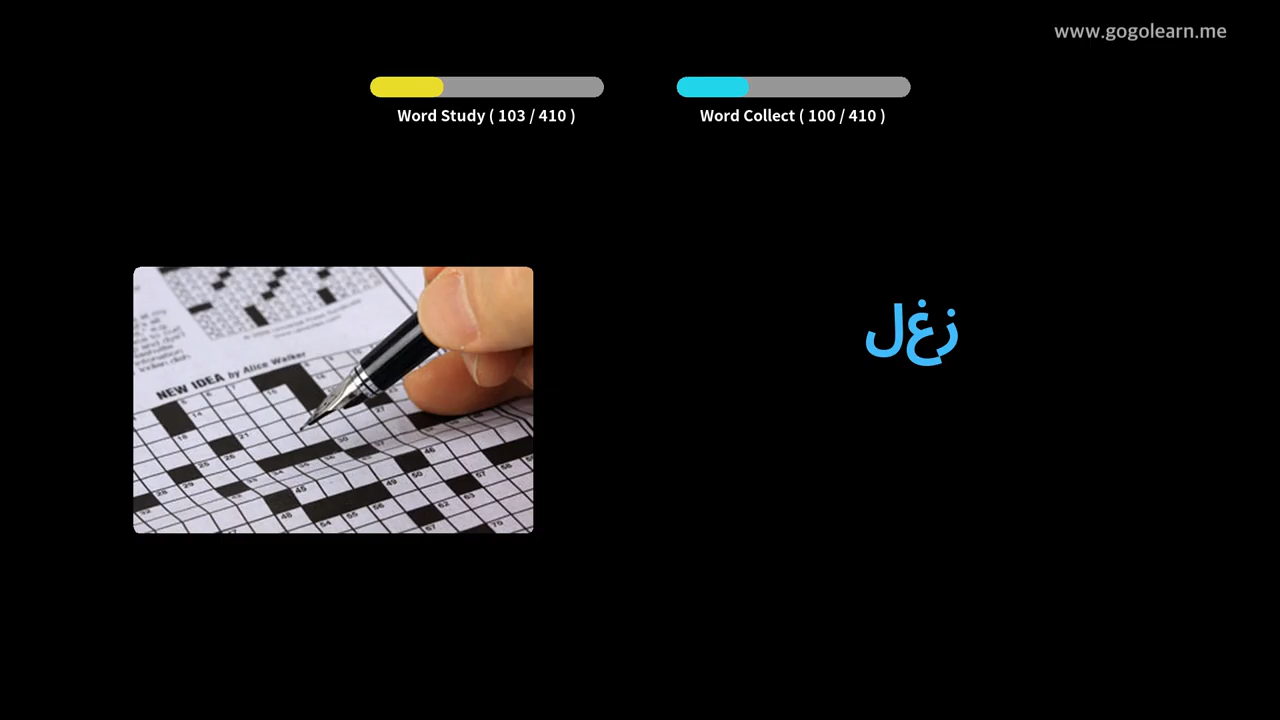 www.gogolearn.me
Word Study ( 103 / 410 )
Word Collect ( 100 / 410 )
لغز
NEW IDEA by Alice Walker